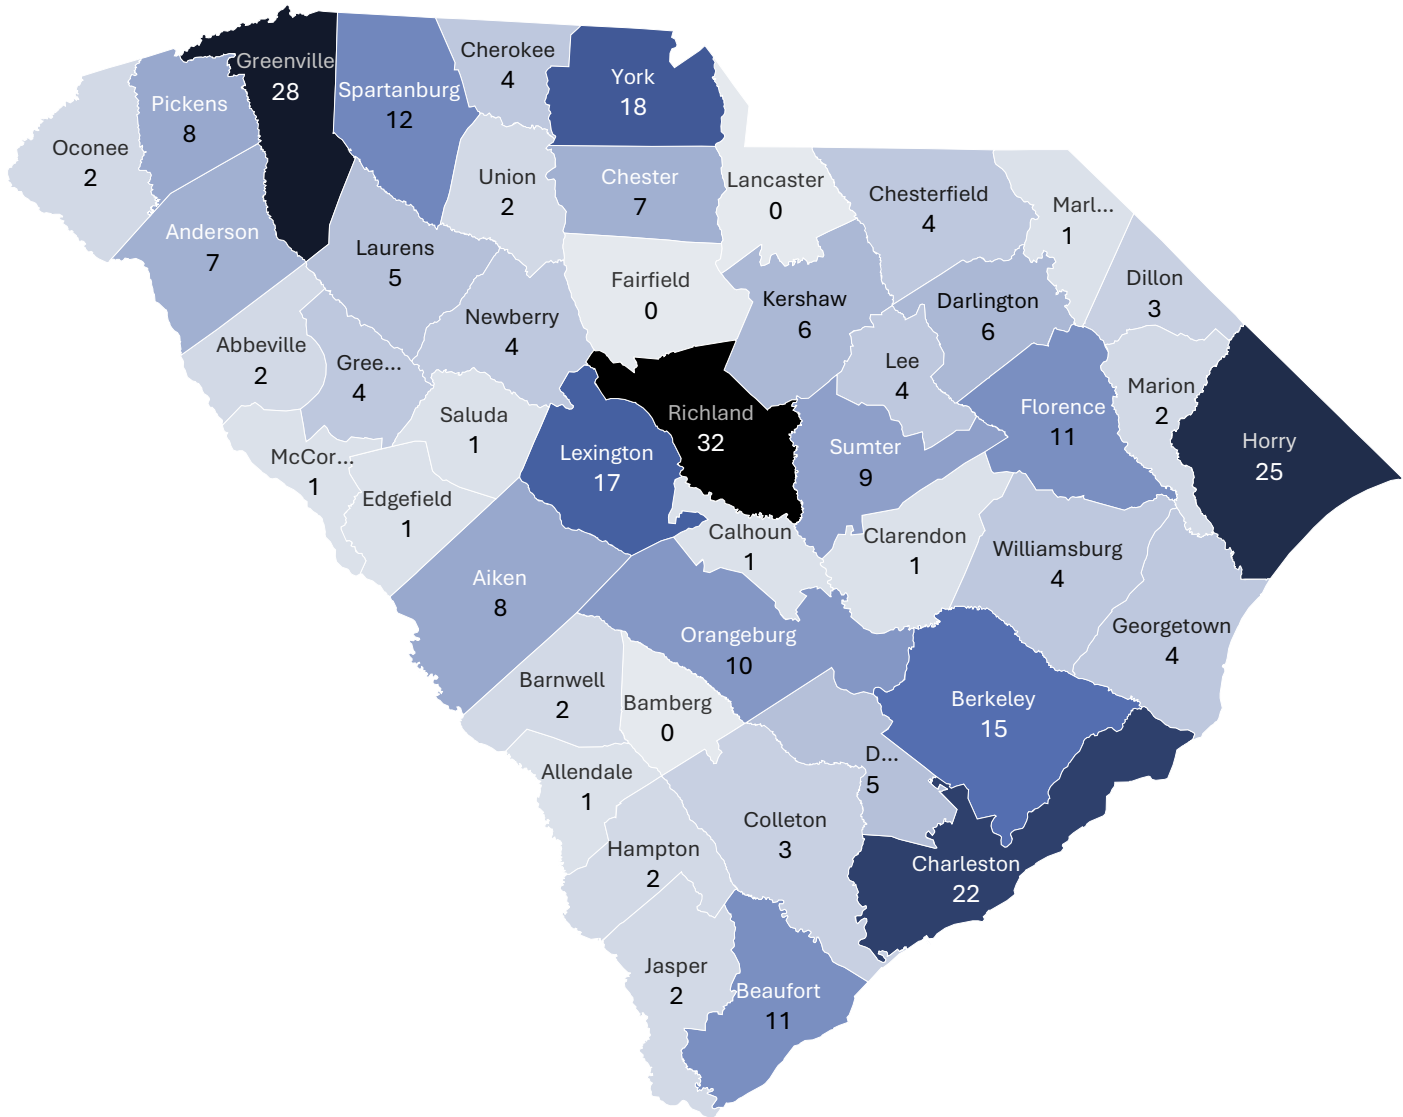 Greenville
28
Cherokee
4
York
18
Spartanburg
12
Pickens
8
Oconee
2
Union
2
Chester
7
Lancaster
0
Chesterfield
4
Marl...
1
Anderson
7
Laurens
5
Fairfield
0
Kershaw
6
Darlington
6
Dillon
3
Newberry
4
Abbeville
2
Gree...
4
Lee
4
Marion
2
Saluda
1
Richland
32
Florence
11
Horry
25
McCor...
1
Lexington
17
Sumter
9
Edgefield
1
Calhoun
1
Clarendon
1
Williamsburg
4
Aiken
8
Orangeburg
10
Georgetown
4
Barnwell
2
Bamberg
0
Berkeley
15
D...
5
Allendale
1
Colleton
3
Hampton
2
Charleston
22
Jasper
2
Beaufort
11